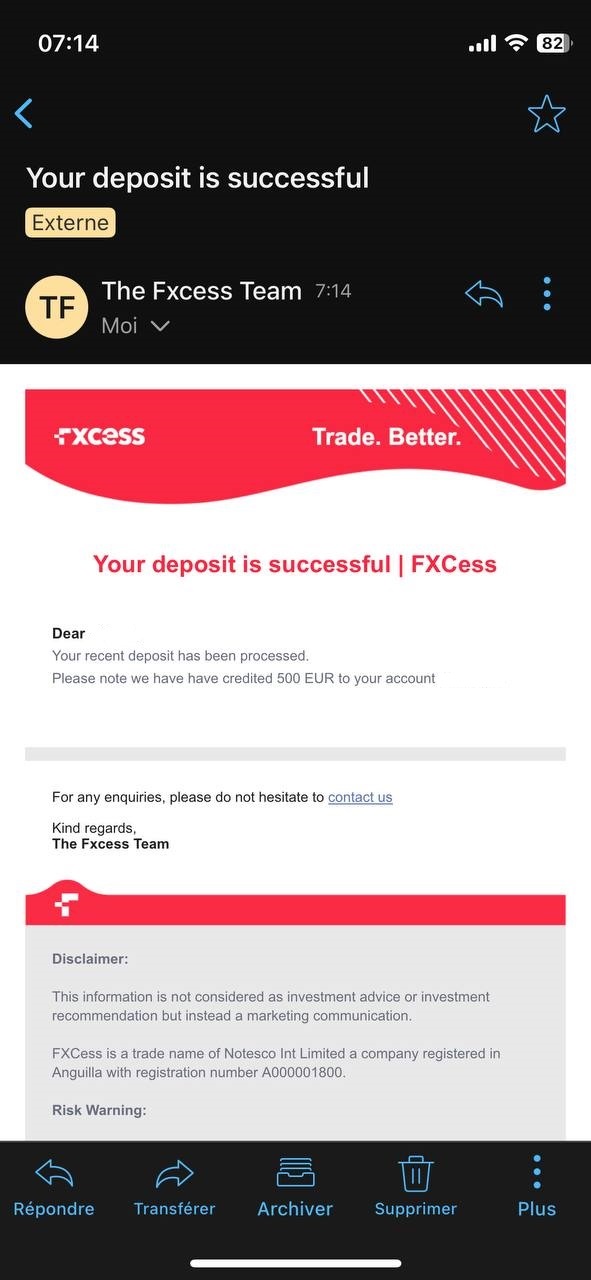 07:14
82
Your deposit is successful
Externe
TF
The Fxcess Team 7:14
Moi
FXCESS
Trade. Better.
Your deposit is successful | FXCess
Dear
Your recent deposit has been processed.
Please note we have have credited 500 EUR to your account
For any enquiries, please do not hesitate to contact us
Kind regards,
The Fxcess Team
Disclaimer:
This information is not considered as investment advice or investment
recommendation but instead a marketing communication.
FXCess is a trade name of Notesco Int Limited a company registered in
Anguilla with registration number A000001800.
Risk Warning:
Répondre
Transférer
Archiver
Supprimer
Plus